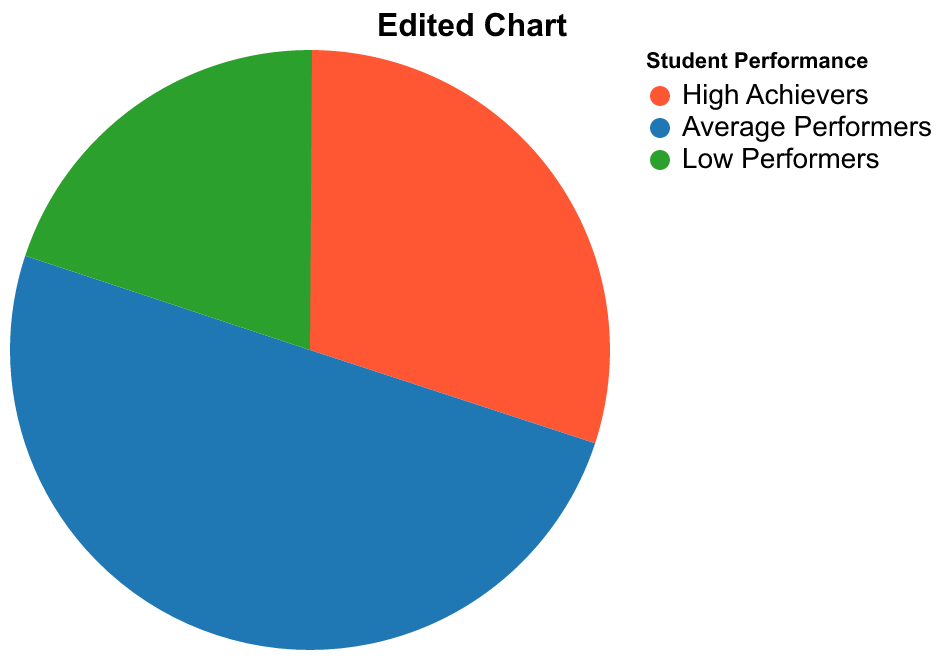 Edited Chart
Student Performance
High Achievers
Average Performers
Low Performers